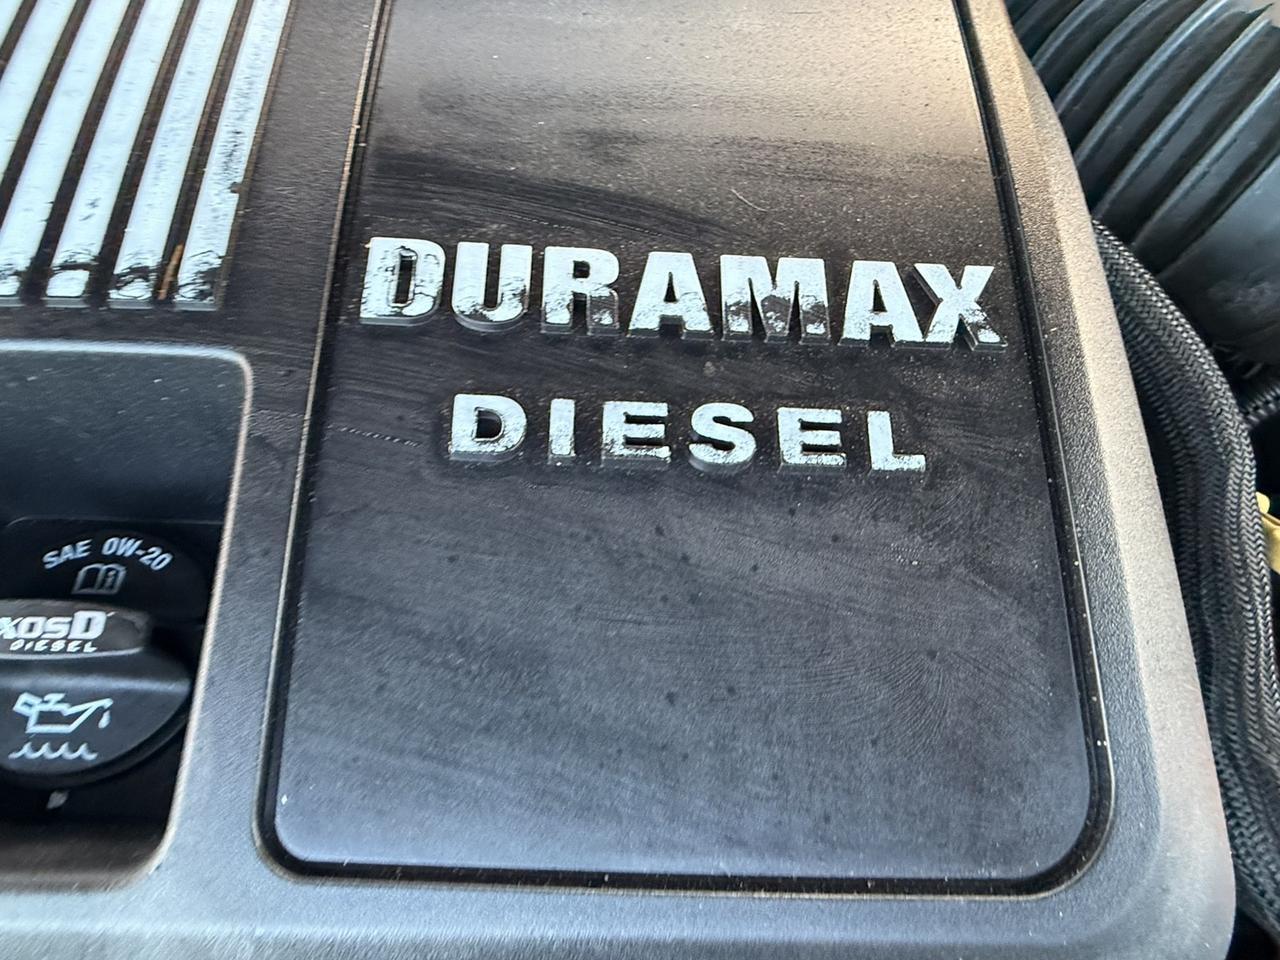 DURAMAX
DIESEL
SAE 0W-20
DIESEL